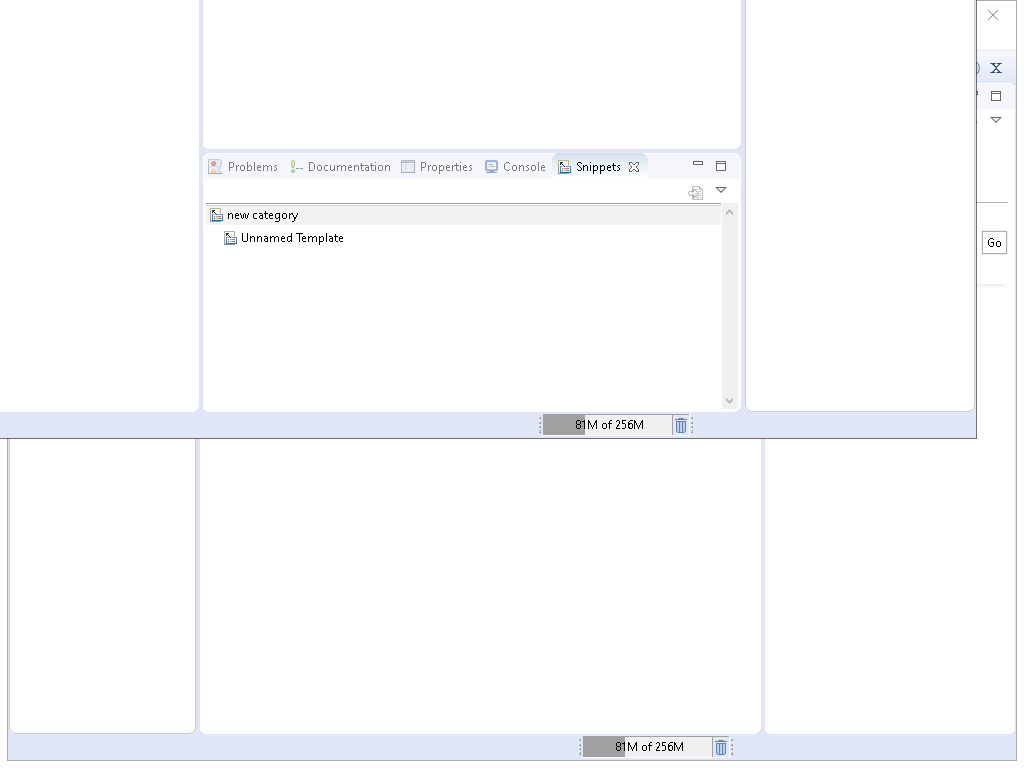 X
Problems Documentation Properties Console Snippets
new category
Unnamed Template
Go
81M of 256M
81M of 256M